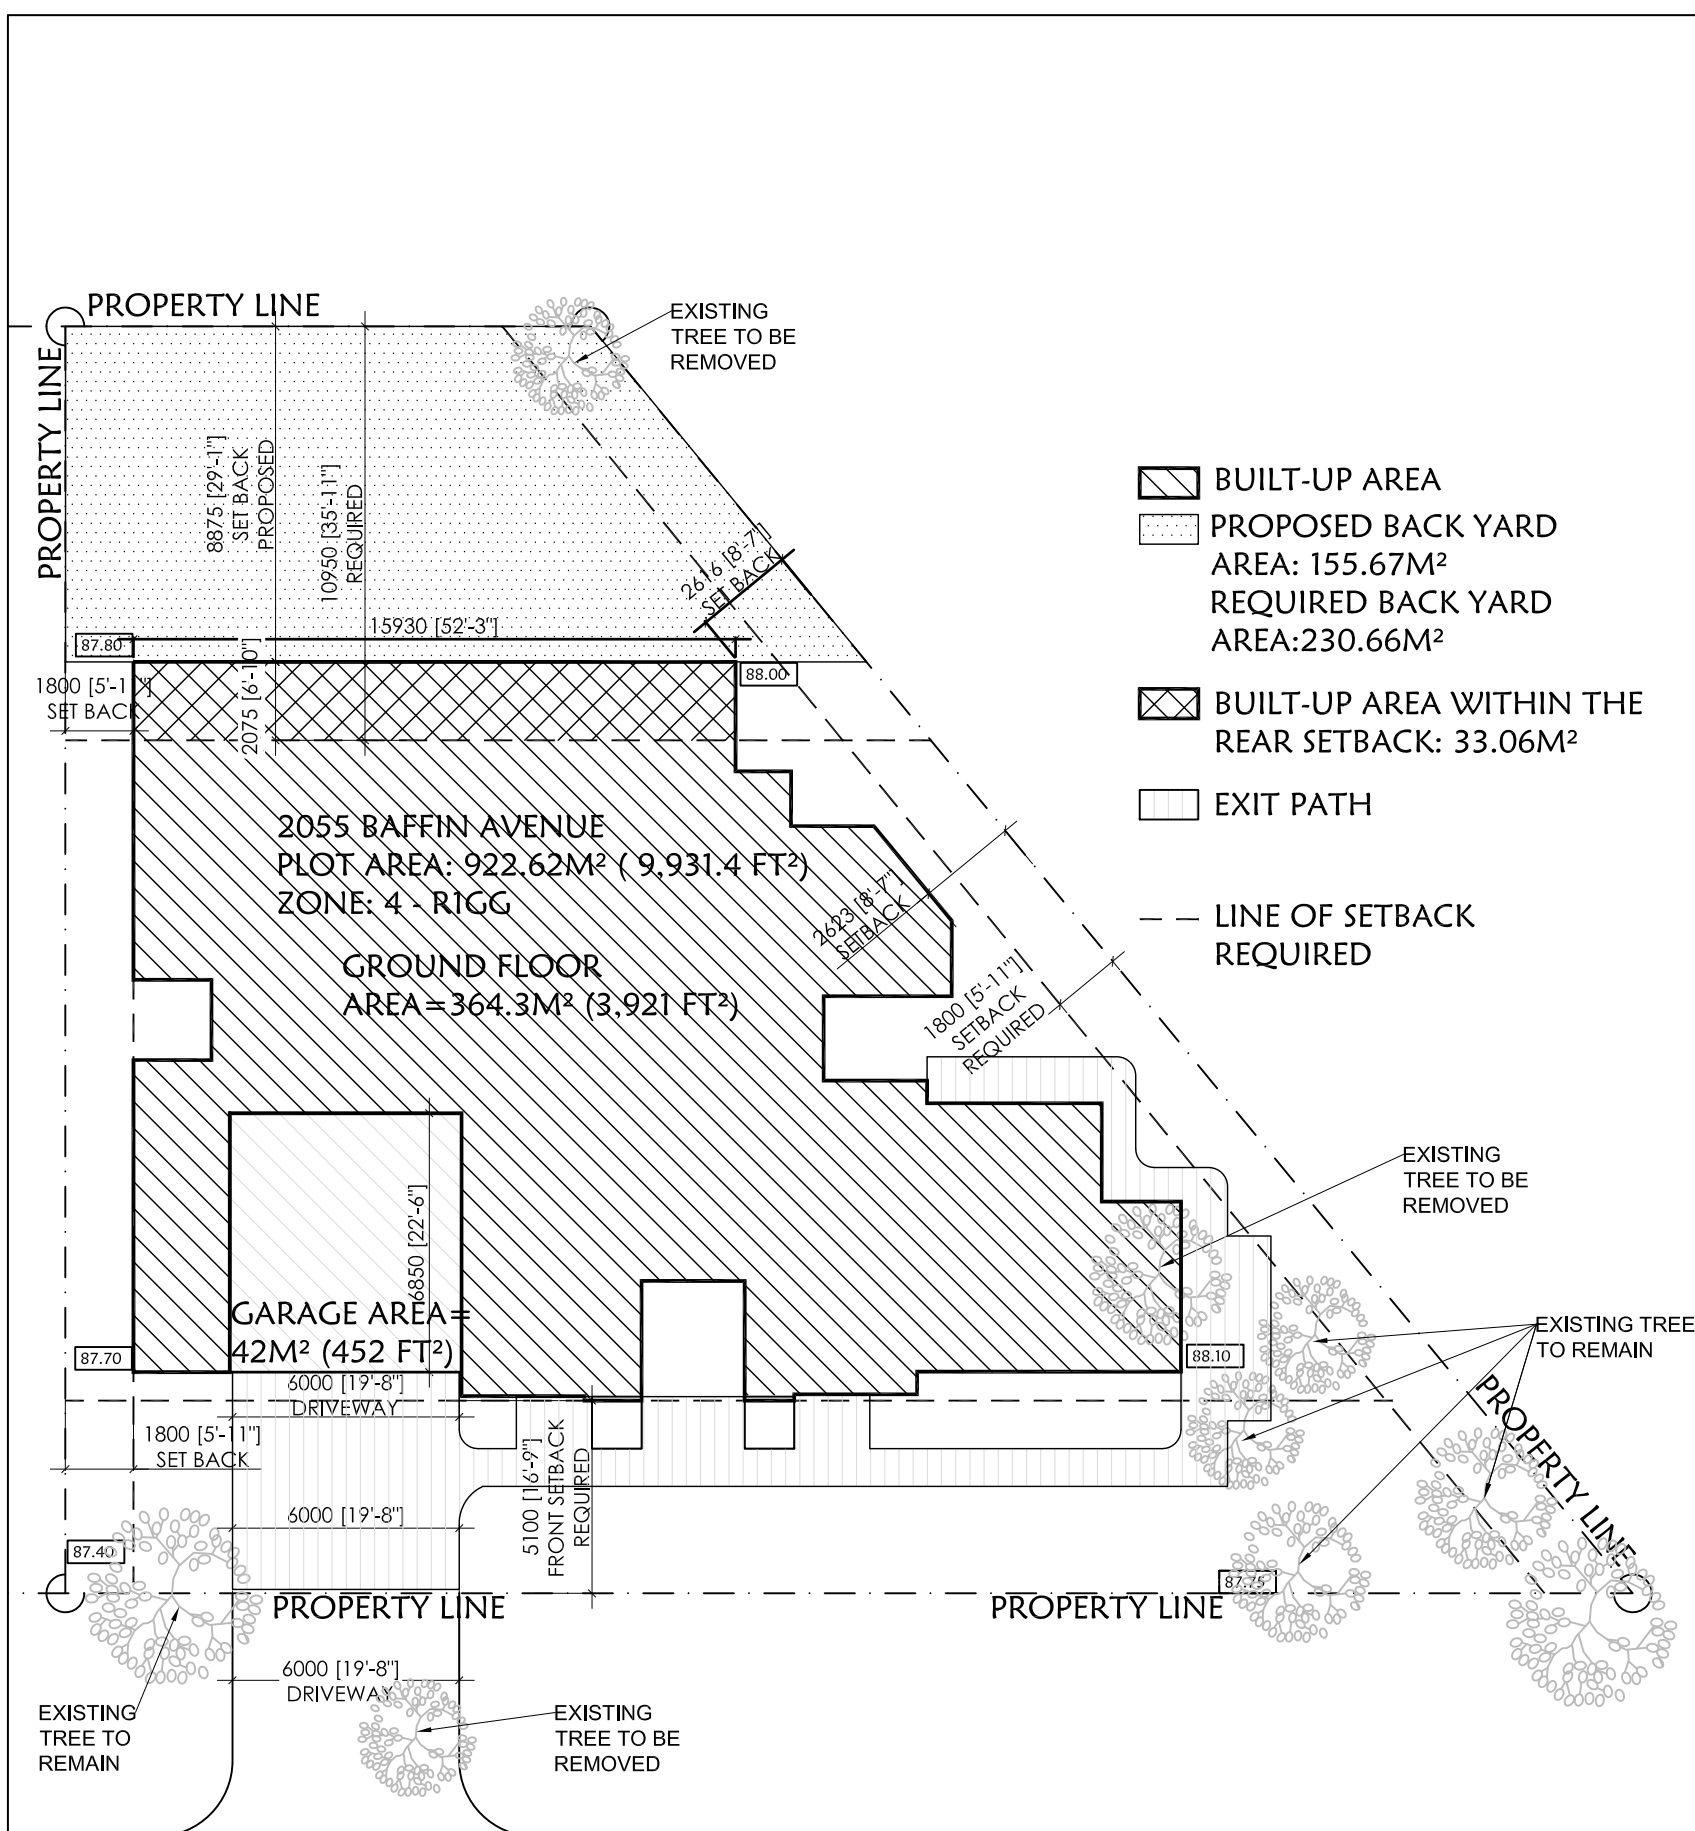 PROPERTY LINE
EXISTING
TREE TO BE
REMOVED
PROPERTY LINE
8875 [29'-1"]
SET BACK
PROPOSED
10950 [35'-11"]
REQUIRED
2616 [8'-7"]
SET BACK
15930 [52'-3"]
87.80
88.00
1800 [5'-1 "]
SET BACK
2075 [6'-10"]
BUILT-UP AREA
PROPOSED BACK YARD
AREA: 155.67M²
REQUIRED BACK YARD
AREA:230.66M²
BUILT-UP AREA WITHIN THE
REAR SETBACK: 33.06M²
EXIT PATH
LINE OF SETBACK
REQUIRED
2055 BAFFIN AVENUE
PLOT AREA: 922.62M² ( 9,931.4 FT²)
ZONE: 4 - R1GG
GROUND FLOOR
AREA=364.3M² (3,921 FT²)
2623 [8'-7"]
SETBACK
1800 [5'-11"]
SETBACK
REQUIRED
EXISTING
TREE TO BE
REMOVED
6850 [22'-6"]
GARAGE AREA=
42M² (452 FT²)
87.70
88.10
EXISTING TREE
TO REMAIN
6000 [19'-8"]
DRIVEWAY
1800 [5'-11"]
SET BACK
5100 [16'-9"]
FRONT SETBACK
REQUIRED
6000 [19'-8"]
PROPERTY LINE
87.40
87.75
PROPERTY LINE
PROPERTY LINE
6000 [19'-8"]
DRIVEWAY
EXISTING
TREE TO
REMAIN
EXISTING
TREE TO BE
REMOVED